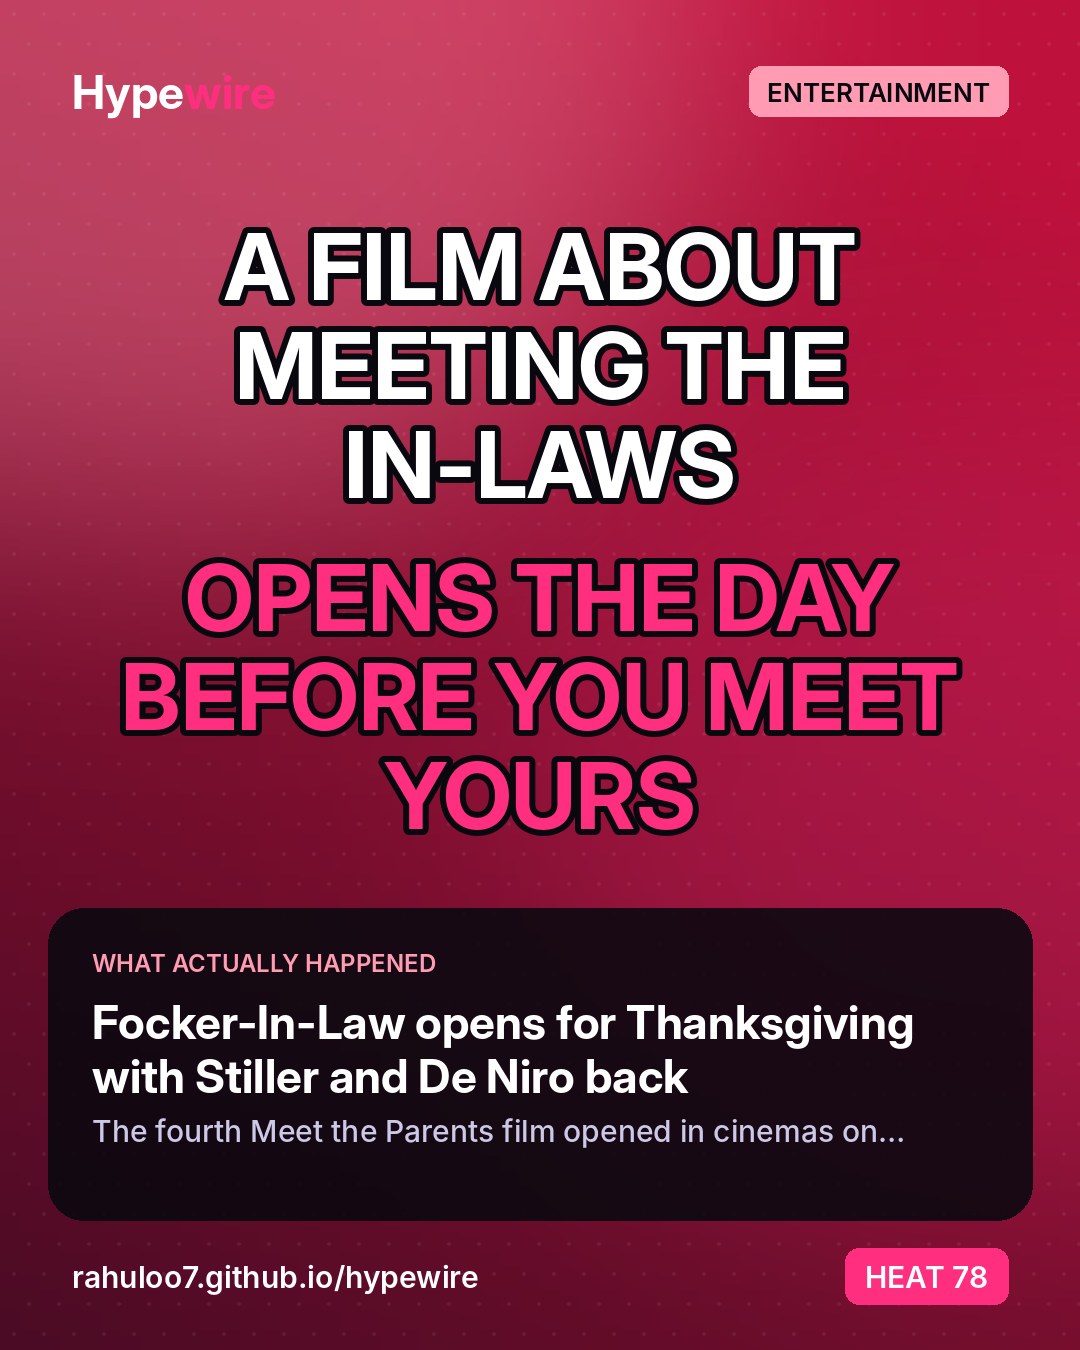 Hypewire
ENTERTAINMENT
A FILM ABOUT
MEETING THE
IN-LAWS
OPENS THE DAY
BEFORE YOU MEET
YOURS
WHAT ACTUALLY HAPPENED
Focker-In-Law opens for Thanksgiving
with Stiller and De Niro back
The fourth Meet the Parents film opened in cinemas on...
rahuloo7.github.io/hypewire
HEAT 78